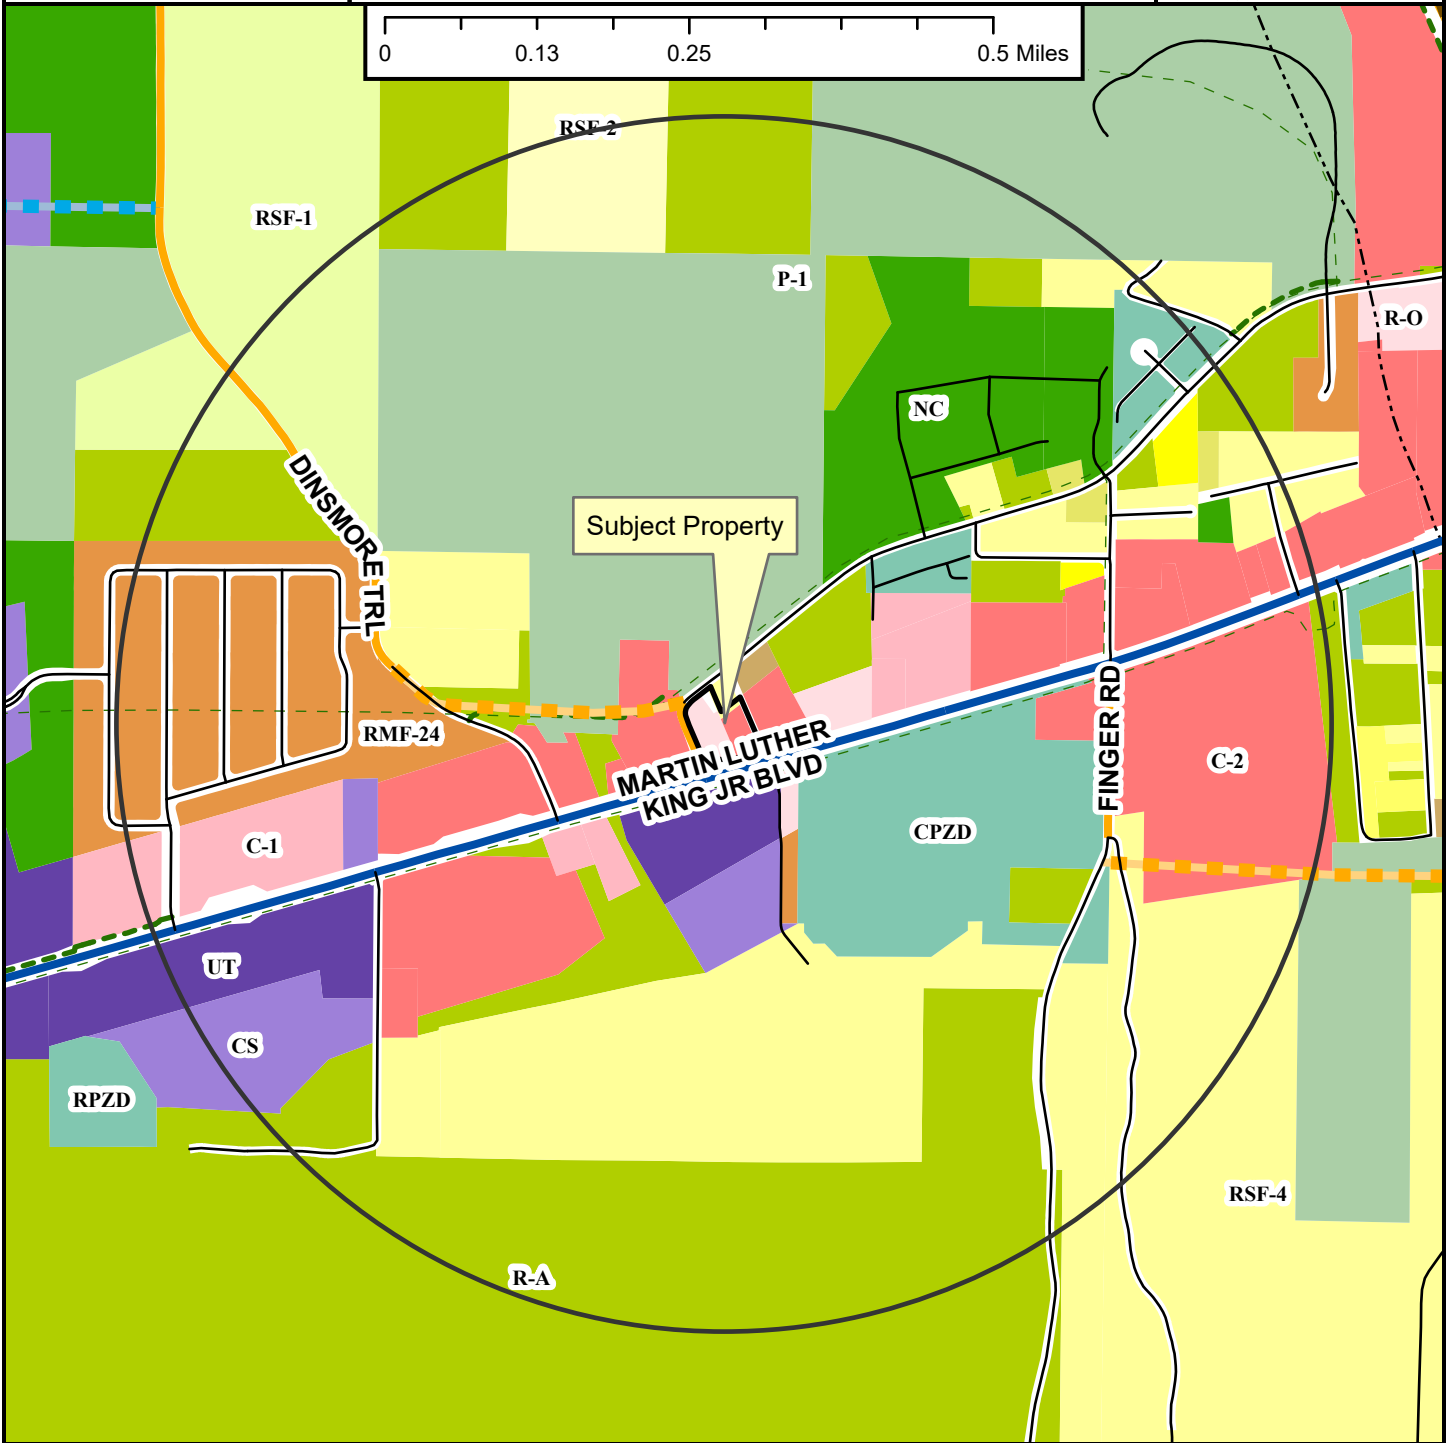 0 0.13 0.25 0.5 Miles
RSF-2
RSF-1
P-1
R-O
NC
DINSMORE TRL
Subject Property
RMF-24
MARTIN LUTHER
KING JR BLVD
FINGER RD
C-2
CPZD
C-1
UT
CS
RPZD
RSF-4
R-A